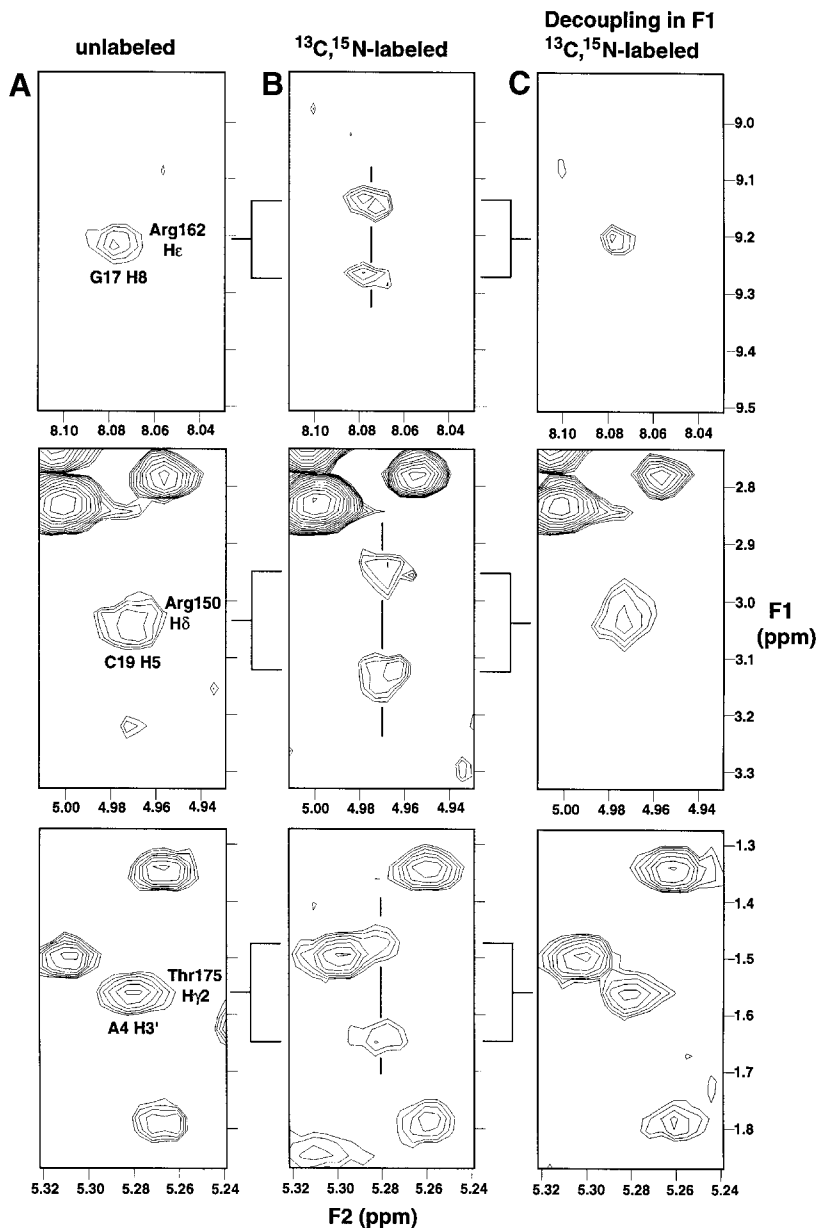 unlabeled
¹³C,¹⁵N-labeled
Decoupling in F1
¹³C,¹⁵N-labeled
A
B
C
Arg162
Hε
G17 H8
9.0
9.1
9.2
9.3
9.4
9.5
8.10 8.08 8.06 8.04
8.10 8.08 8.06 8.04
8.10 8.08 8.06 8.04
Arg150
Hδ
C19 H5
2.8
2.9
3.0
3.1
3.2
3.3
F1
(ppm)
5.00 4.98 4.96 4.94
5.00 4.98 4.96 4.94
5.00 4.98 4.96 4.94
Thr175
Hγ2
A4 H3'
1.3
1.4
1.5
1.6
1.7
1.8
5.32 5.30 5.28 5.26 5.24
5.32 5.30 5.28 5.26 5.24
5.32 5.30 5.28 5.26 5.24
F2 (ppm)